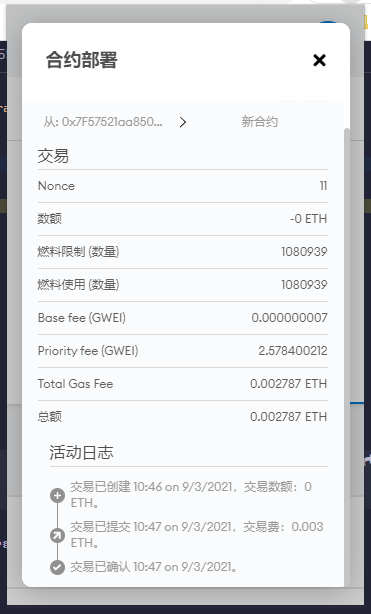 合约部署
从: 0x7F57521aa850...
新合约
交易
Nonce 11
数额 -0 ETH
燃料限制 (数量) 1080939
燃料使用 (数量) 1080939
Base fee (GWEI) 0.000000007
Priority fee (GWEI) 2.578400212
Total Gas Fee 0.002787 ETH
总额 0.002787 ETH
活动日志
交易已创建 10:46 on 9/3/2021，交易数额：0
ETH。
交易已提交 10:47 on 9/3/2021，交易费：0.003
ETH。
交易已确认 10:47 on 9/3/2021。